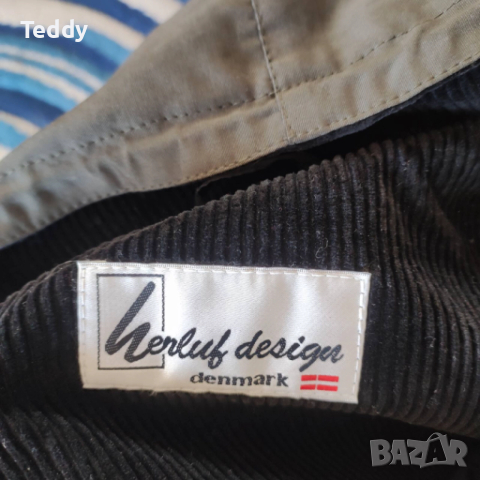 Teddy
herluf design
denmark
BAZAR